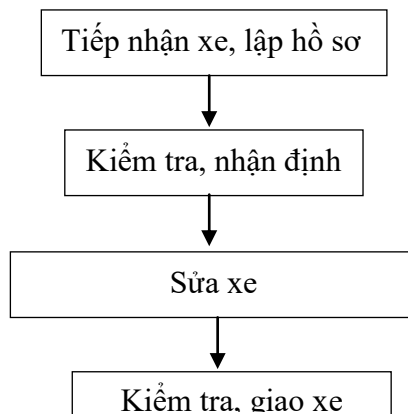 Tiếp nhận xe, lập hồ sơ
Kiểm tra, nhận định
Sửa xe
Kiểm tra, giao xe